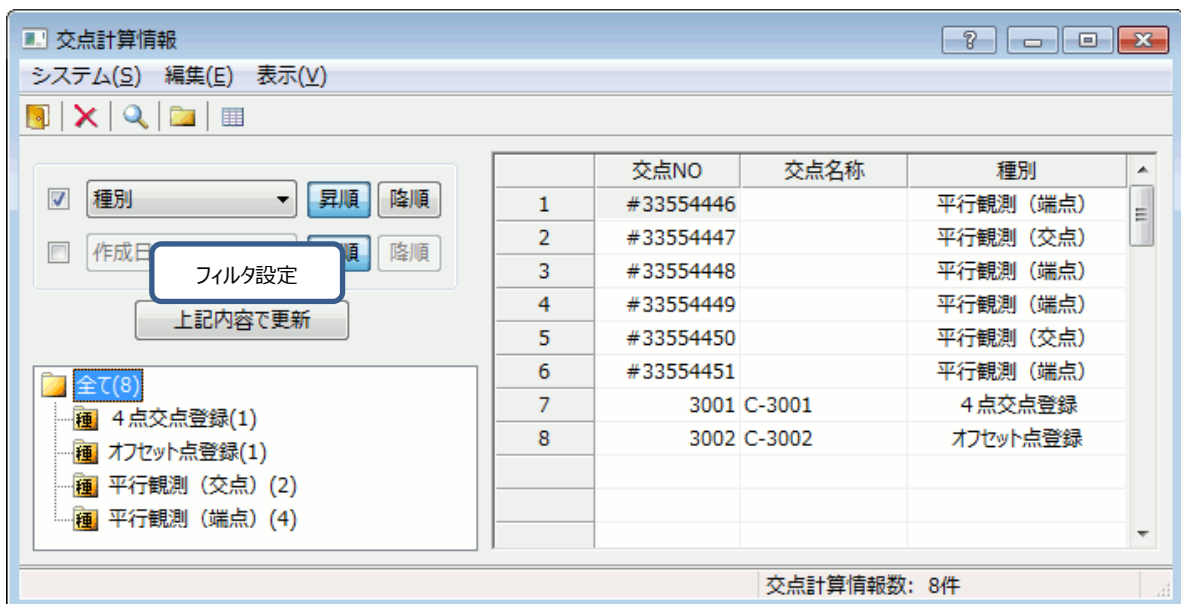 交点計算情報
システム(S) 編集(E) 表示(V)
種別 昇順 降順
作成日 順 降順
フィルタ設定
上記内容で更新
全て(8)
種 4点交点登録(1)
種 オフセット点登録(1)
種 平行観測（交点）(2)
種 平行観測（端点）(4)
交点NO 交点名称 種別
1 #33554446 平行観測（端点）
2 #33554447 平行観測（交点）
3 #33554448 平行観測（端点）
4 #33554449 平行観測（端点）
5 #33554450 平行観測（交点）
6 #33554451 平行観測（端点）
7 3001 C-3001 4点交点登録
8 3002 C-3002 オフセット点登録
交点計算情報数: 8件